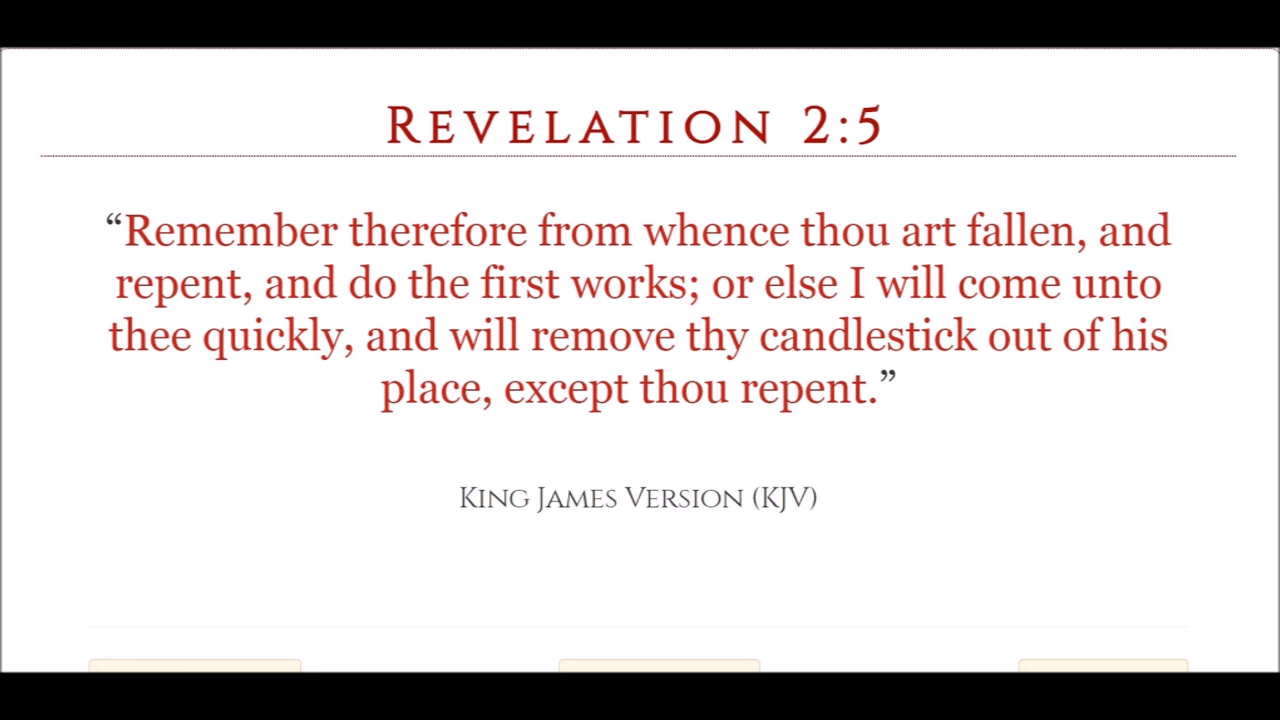 Revelation 2:5
“Remember therefore from whence thou art fallen, and
repent, and do the first works; or else I will come unto
thee quickly, and will remove thy candlestick out of his
place, except thou repent.”
King James Version (KJV)